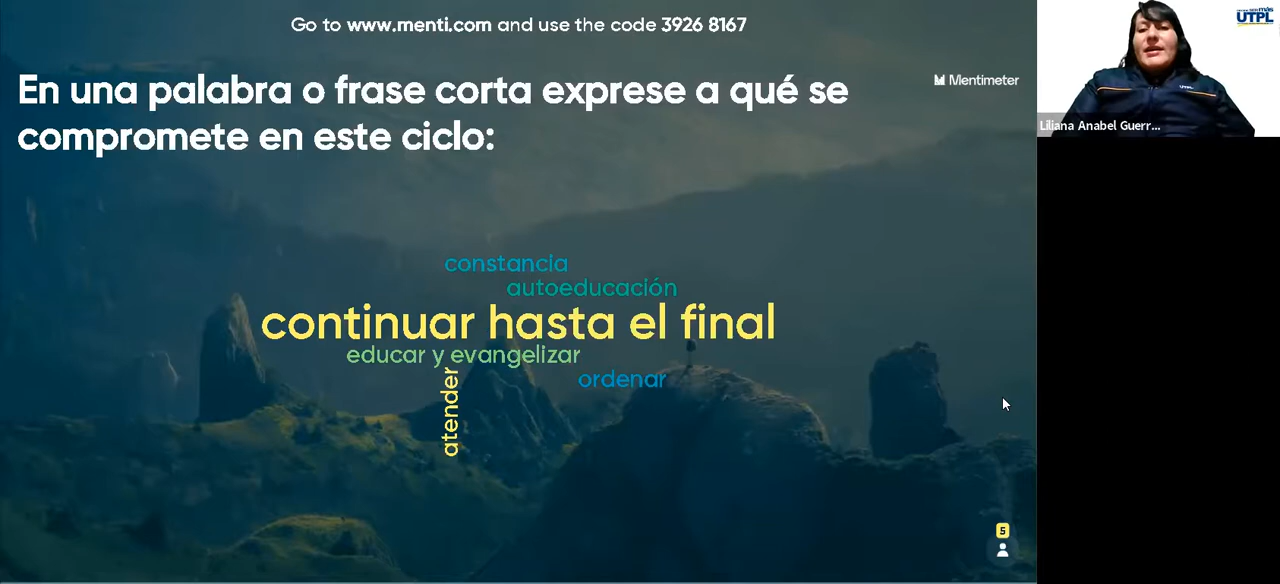 Go to www.menti.com and use the code 3926 8167
En una palabra o frase corta exprese a qué se
compromete en este ciclo:
Mentimeter
constancia
autoeducación
continuar hasta el final
educar y evangelizar
ordenar
atender
5
UTPL
UTPL
Liliana Anabel Guerr...